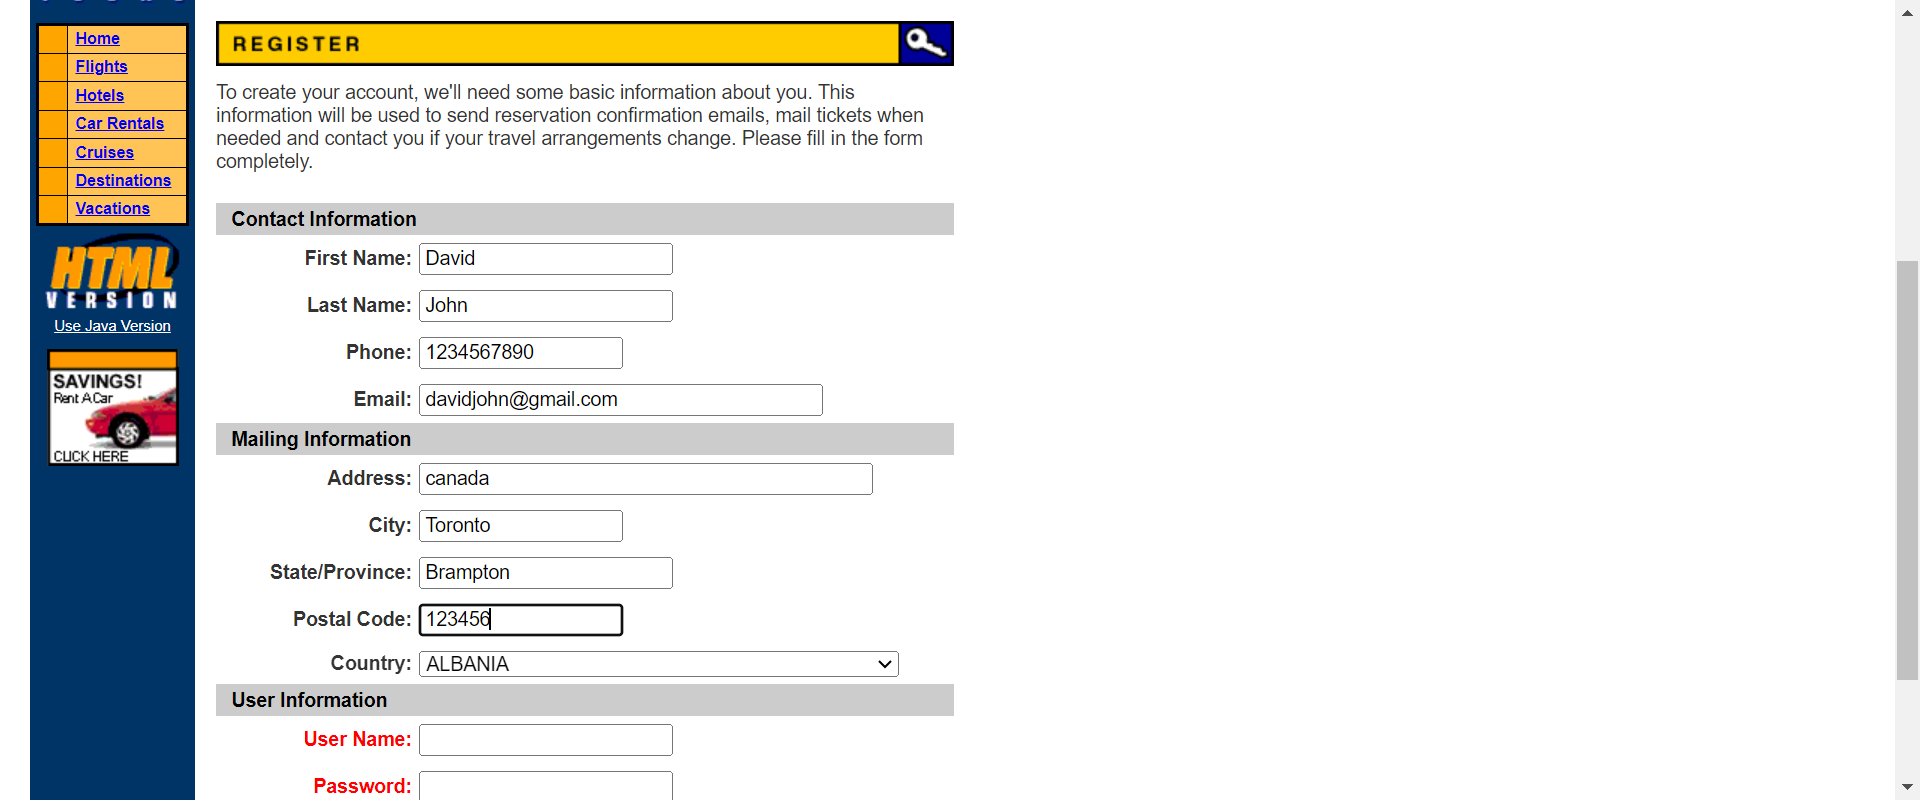 Home
Flights
Hotels
Car Rentals
Cruises
Destinations
Vacations
HTML
VERSION
Use Java Version
SAVINGS!
Rent A Car
CLICK HERE
REGISTER
To create your account, we'll need some basic information about you. This
information will be used to send reservation confirmation emails, mail tickets when
needed and contact you if your travel arrangements change. Please fill in the form
completely.
Contact Information
First Name: David
Last Name: John
Phone: 1234567890
Email: davidjohn@gmail.com
Mailing Information
Address: canada
City: Toronto
State/Province: Brampton
Postal Code: 123456
Country: ALBANIA
User Information
User Name:
Password: